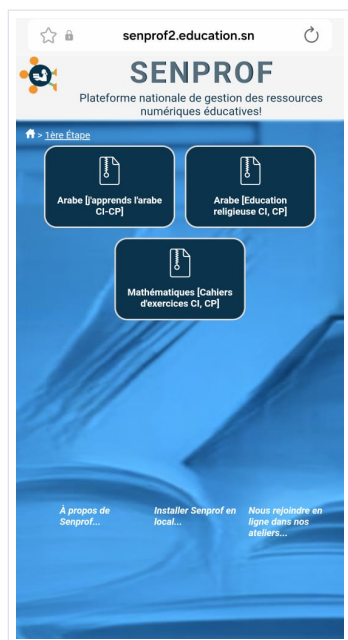 senprof2.education.sn
SENPROF
Plateforme nationale de gestion des ressources
numériques éducatives!
> 1ère Étape
Arabe [j'apprends l'arabe
CI-CP]
Arabe [Education
religieuse CI, CP]
Mathématiques [Cahiers
d'exercices CI, CP]
À propos de
Senprof...
Installer Senprof en
local...
Nous rejoindre en
ligne dans nos
ateliers...